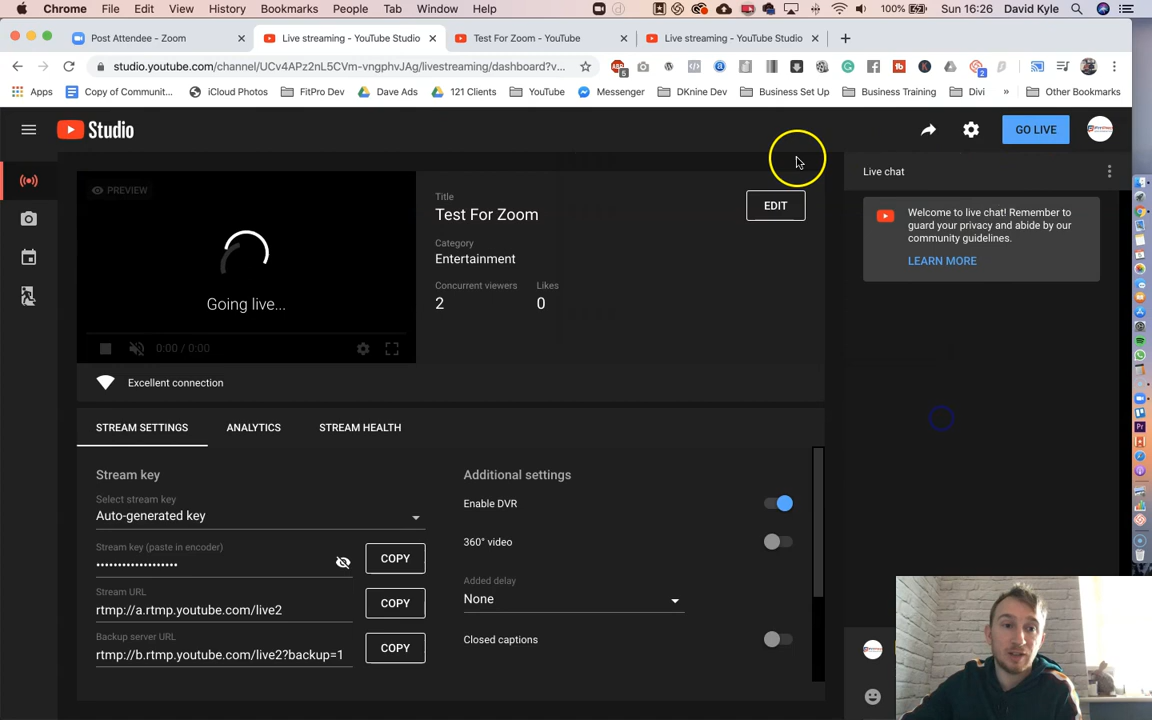 Chrome File Edit View History Bookmarks People Tab Window Help 100% Sun 16:26 David Kyle
Post Attendee - Zoom Live streaming - YouTube Studio Test For Zoom - YouTube Live streaming - YouTube Studio
studio.youtube.com/channel/UCv4APz2nL5CVm-vngphvJAg/livestreaming/dashboard?v...
Apps Copy of Communit... iCloud Photos FitPro Dev Dave Ads 121 Clients YouTube Messenger DKnine Dev Business Set Up Business Training Divi » Other Bookmarks
Studio
GO LIVE
PREVIEW
Going live...
0:00 / 0:00
Excellent connection
Title
Test For Zoom
EDIT
Category
Entertainment
Concurrent viewers Likes
2 0
Live chat
Welcome to live chat! Remember to
guard your privacy and abide by our
community guidelines.
LEARN MORE
STREAM SETTINGS ANALYTICS STREAM HEALTH
Stream key
Select stream key
Auto-generated key
Stream key (paste in encoder)
•••••••••••••••••••
COPY
Stream URL
rtmp://a.rtmp.youtube.com/live2
COPY
Backup server URL
rtmp://b.rtmp.youtube.com/live2?backup=1
COPY
Additional settings
Enable DVR
360° video
Added delay
None
Closed captions